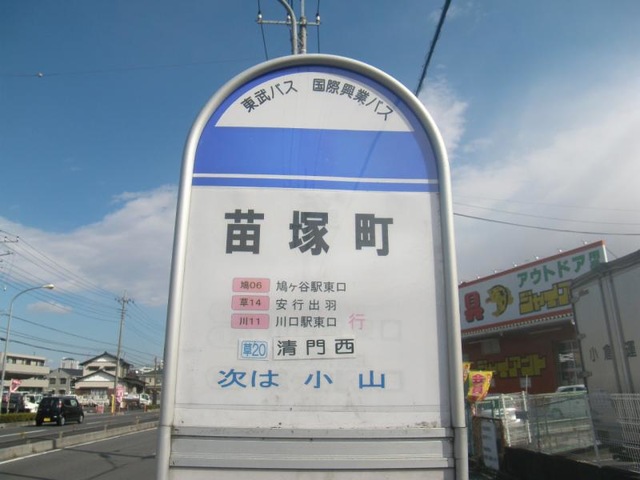 東武バス 国際興業バス
苗塚町
鳩06 鳩ヶ谷駅東口
草14 安行出羽
川11 川口駅東口 行
草20 清門西
次は 小山
アウトドア
具